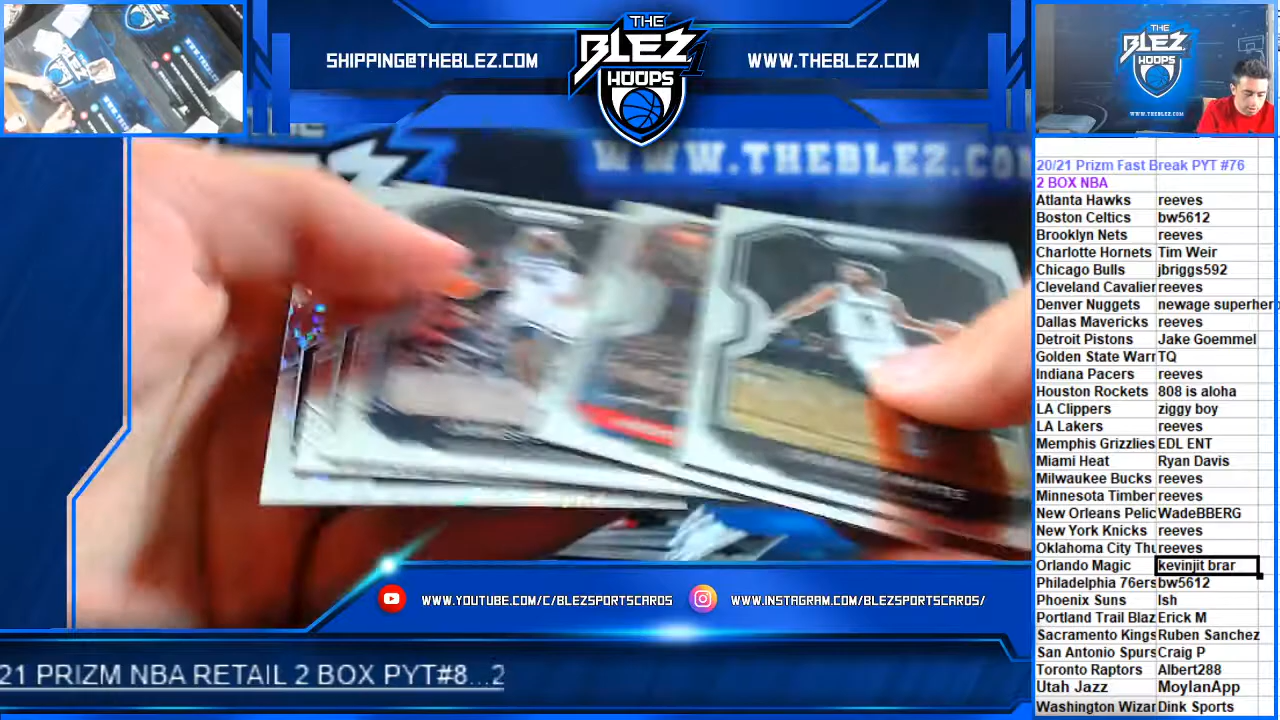 THE
BLEZ
HOOPS
SHIPPING@THEBLEZ.COM
WWW.THEBLEZ.COM
WWW.THEBLEZ.CO
BLEZ
HOOPS
WWW.THEBLEZ.COM
20/21 Prizm Fast Break PYT #76
2 BOX NBA
Atlanta Hawks reeves
Boston Celtics bw5612
Brooklyn Nets reeves
Charlotte Hornets Tim Weir
Chicago Bulls jbriggs592
Cleveland Cavalier reeves
Denver Nuggets newage superher
Dallas Mavericks reeves
Detroit Pistons Jake Goemmel
Golden State Warr TQ
Indiana Pacers reeves
Houston Rockets 808 is aloha
LA Clippers ziggy boy
LA Lakers reeves
Memphis Grizzlies EDL ENT
Miami Heat Ryan Davis
Milwaukee Bucks reeves
Minnesota Timber reeves
New Orleans Pelic WadeBBERG
New York Knicks reeves
Oklahoma City Thu reeves
Orlando Magic kevinjit brar
Philadelphia 76ers bw5612
Phoenix Suns Ish
Portland Trail Blaz Erick M
Sacramento Kings Ruben Sanchez
San Antonio Spurs Craig P
Toronto Raptors Albert288
Utah Jazz MoylanApp
Washington Wizar Dink Sports
WWW.YOUTUBE.COM/C/BLEZSPORTSCARDS
WWW.INSTAGRAM.COM/BLEZSPORTSCARDS/
21 PRIZM NBA RETAIL 2 BOX PYT#8...2